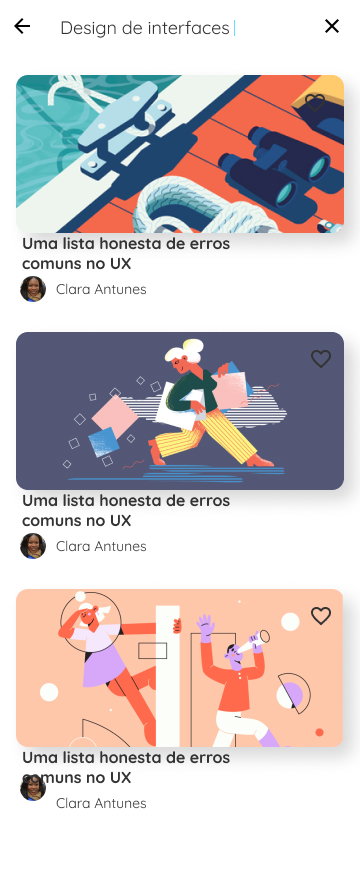 Design de interfaces
Uma lista honesta de erros
comuns no UX
Clara Antunes
Uma lista honesta de erros
comuns no UX
Clara Antunes
Uma lista honesta de erros
comuns no UX
Clara Antunes